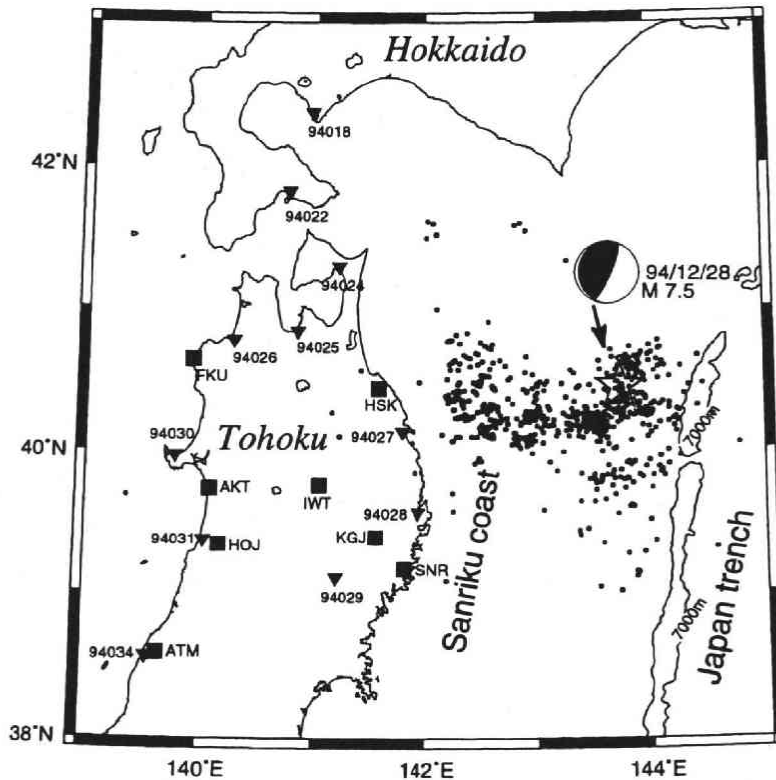 Hokkaido
94018
42°N
94022
94/12/28
M 7.5
94024
94025
94026
FKU
HSK
7000m
94030
Tohoku
94027
40°N
AKT
IWT
94028
KGJ
94031
HOJ
SNR
94029
Sanriku coast
7000m
Japan trench
94034
ATM
38°N
140°E
142°E
144°E